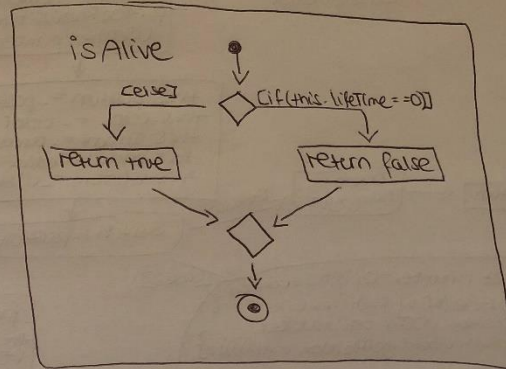 isAlive
[else]
[if(this.lifeTime==0)]
return true
return false